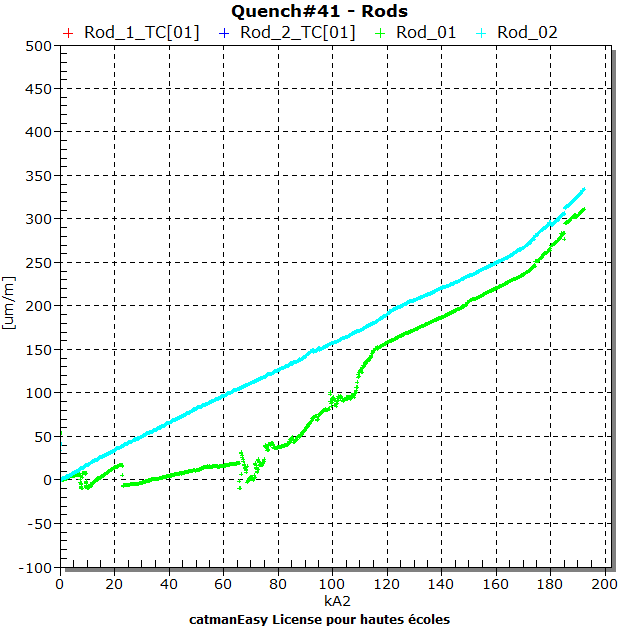 Quench#41 - Rods
+ Rod_1_TC[01] + Rod_2_TC[01] + Rod_01 + Rod_02
500
450
400
350
300
250
200
150
100
50
0
-50
-100
[um/m]
0 20 40 60 80 100 120 140 160 180 200
kA2
catmanEasy License pour hautes écoles